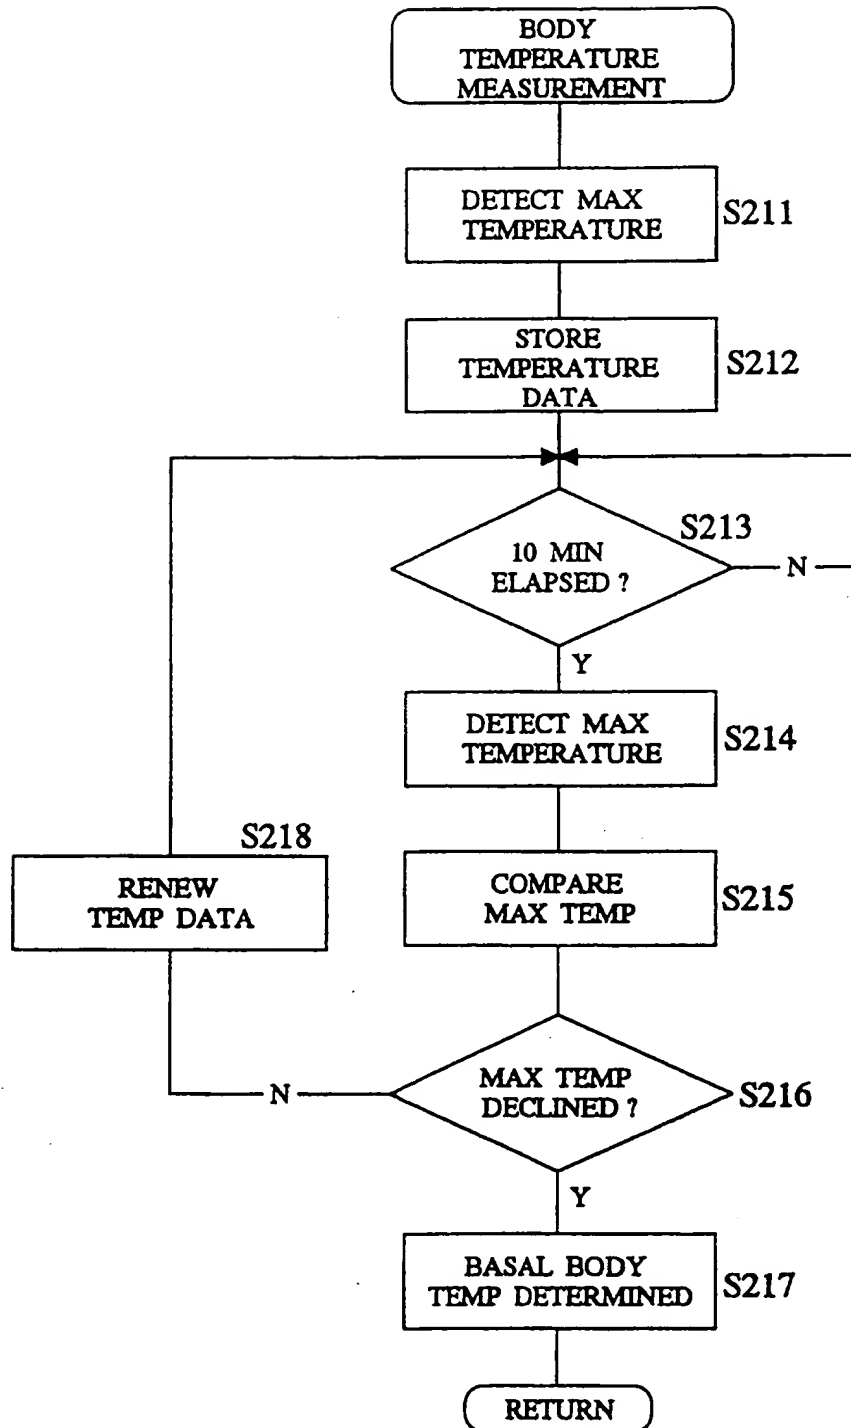 BODY
TEMPERATURE
MEASUREMENT
DETECT MAX
TEMPERATURE
S211
STORE
TEMPERATURE
DATA
S212
S213
10 MIN
ELAPSED ?
N
Y
DETECT MAX
TEMPERATURE
S214
S218
RENEW
TEMP DATA
COMPARE
MAX TEMP
S215
N
MAX TEMP
DECLINED ?
S216
Y
BASAL BODY
TEMP DETERMINED
S217
RETURN